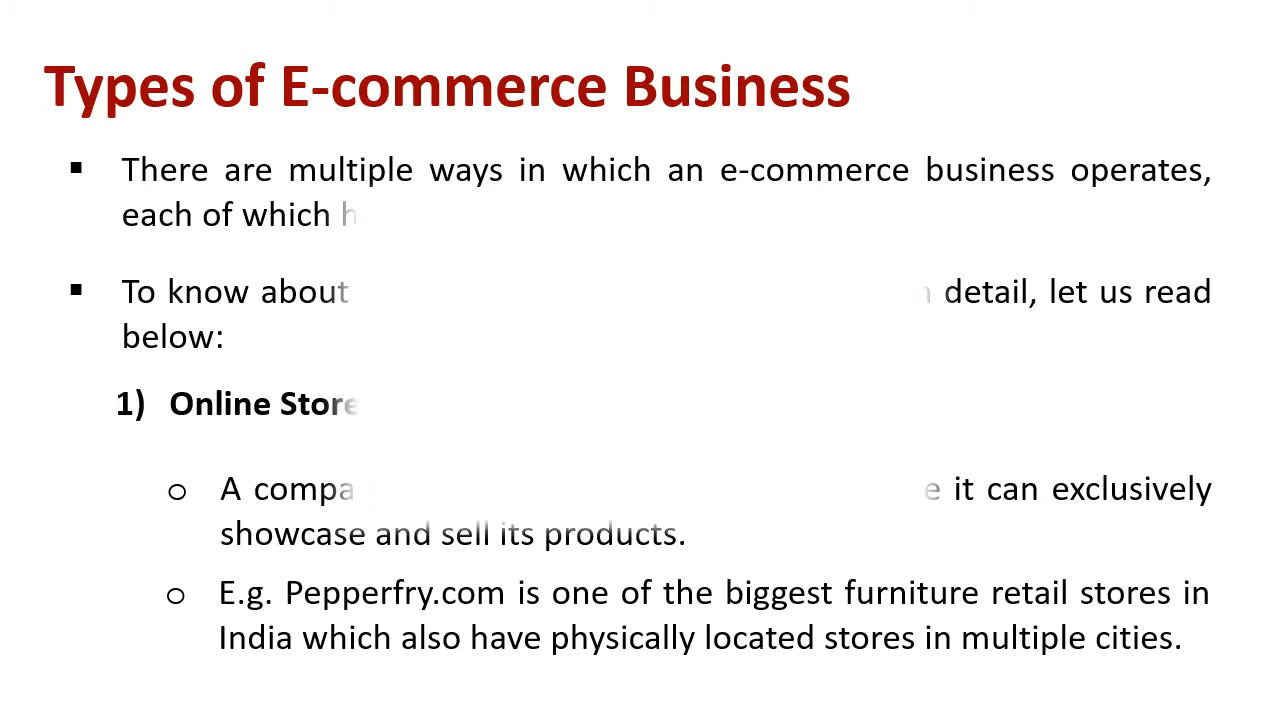 Types of E-commerce Business
▪ There are multiple ways in which an e-commerce business operates,
each of which
▪ To know about detail, let us read
below:
1) Online Store
o A it can exclusively
showcase and sell its products.
o E.g. Pepperfry.com is one of the biggest furniture retail stores in
India which also have physically located stores in multiple cities.